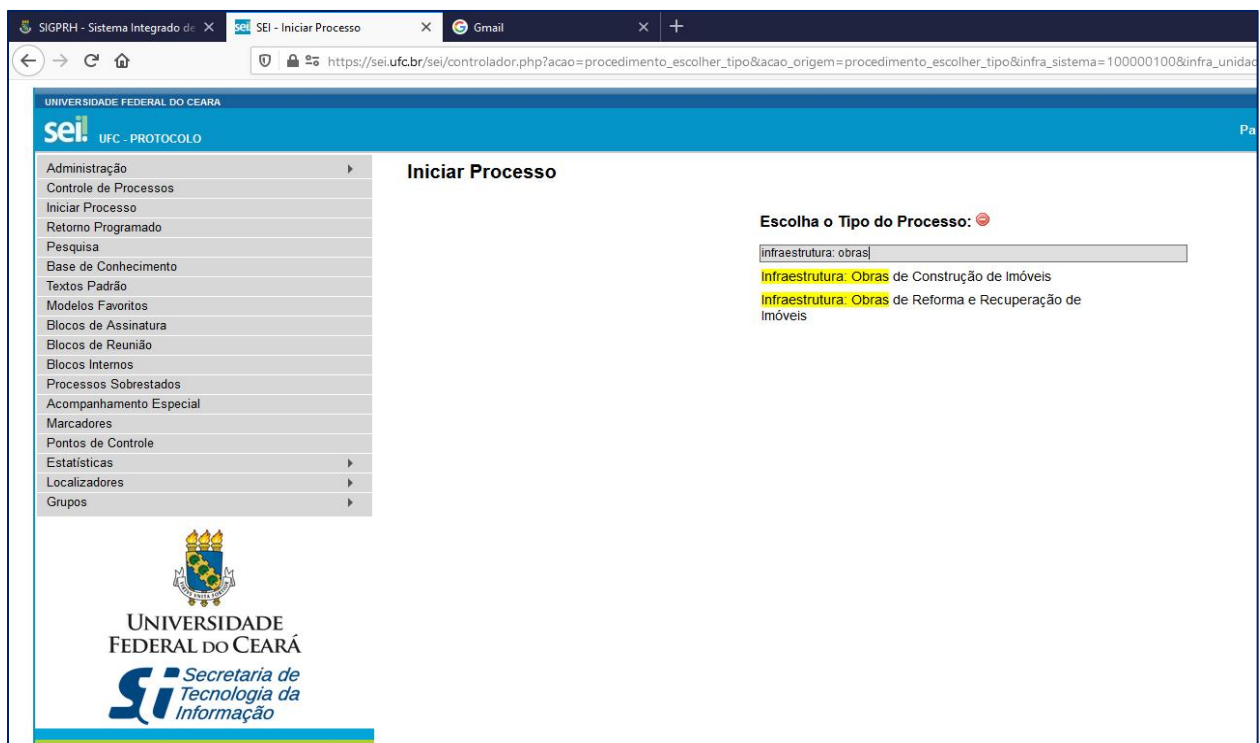 SIGPRH - Sistema Integrado de
SEI - Iniciar Processo
Gmail
https://sei.ufc.br/sei/controlador.php?acao=procedimento_escolher_tipo&acao_origem=procedimento_escolher_tipo&infra_sistema=100000100&infra_unidad
UNIVERSIDADE FEDERAL DO CEARA
sei! UFC - PROTOCOLO
Pa
Administração
Controle de Processos
Iniciar Processo
Retorno Programado
Pesquisa
Base de Conhecimento
Textos Padrão
Modelos Favoritos
Blocos de Assinatura
Blocos de Reunião
Blocos Internos
Processos Sobrestados
Acompanhamento Especial
Marcadores
Pontos de Controle
Estatísticas
Localizadores
Grupos
UNIVERSIDADE
FEDERAL DO CEARÁ
Si Secretaria de
Tecnologia da
Informação
Iniciar Processo
Escolha o Tipo do Processo:
infraestrutura: obras
Infraestrutura: Obras de Construção de Imóveis
Infraestrutura: Obras de Reforma e Recuperação de
Imóveis